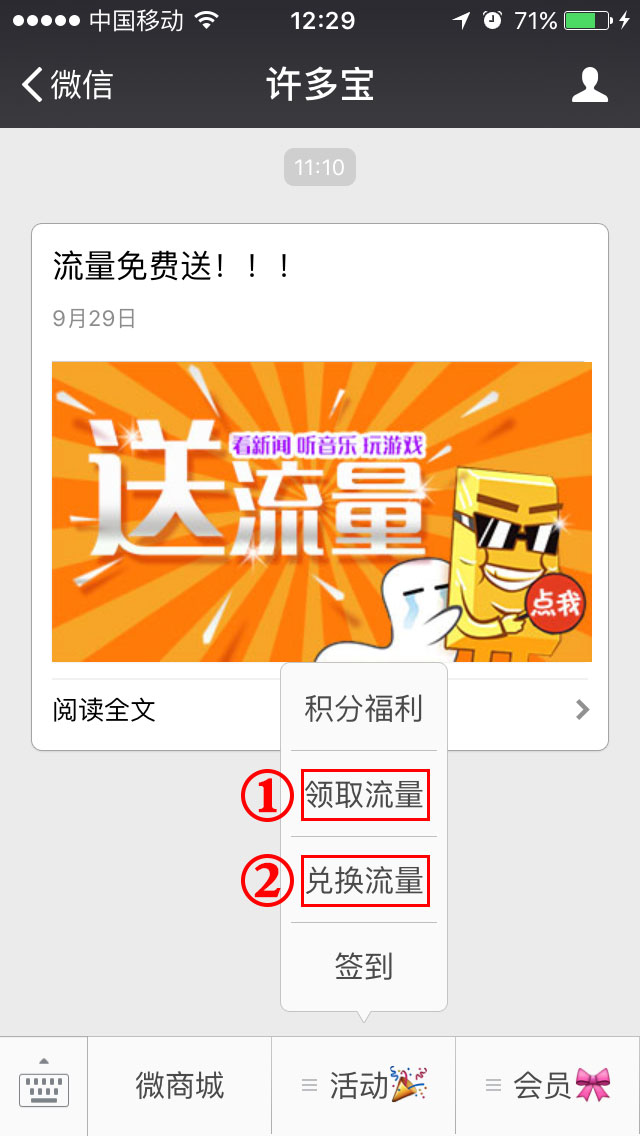 中国移动 12:29 71%
微信 许多宝
11:10
流量免费送！！！
9月29日
看新闻 听音乐 玩游戏
送流量
点我
阅读全文
积分福利
① 领取流量
② 兑换流量
签到
微商城 活动 会员